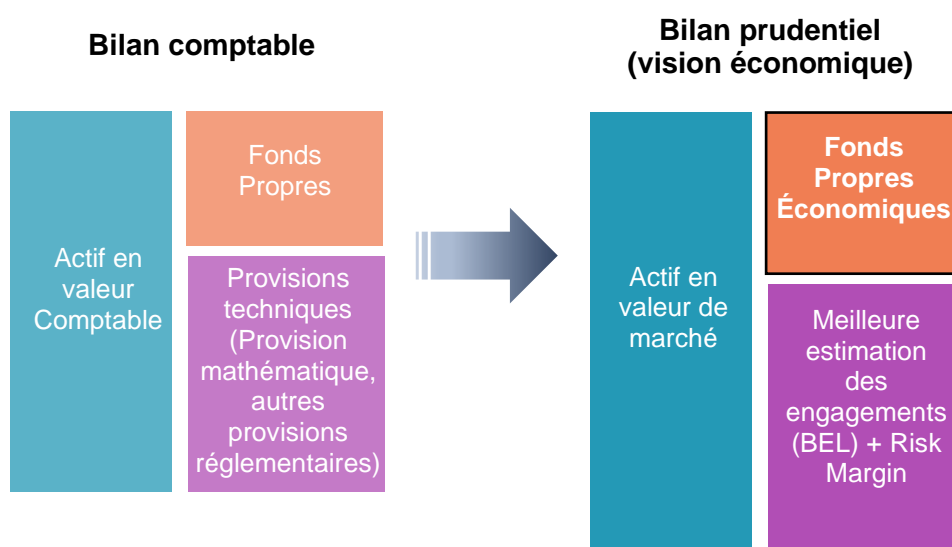 Bilan comptable
Actif en
valeur
Comptable
Fonds
Propres
Provisions
techniques
(Provision
mathématique,
autres
provisions
réglementaires)
Bilan prudentiel
(vision économique)
Actif en
valeur de
marché
Fonds
Propres
Économiques
Meilleure
estimation
des
engagements
(BEL) + Risk
Margin